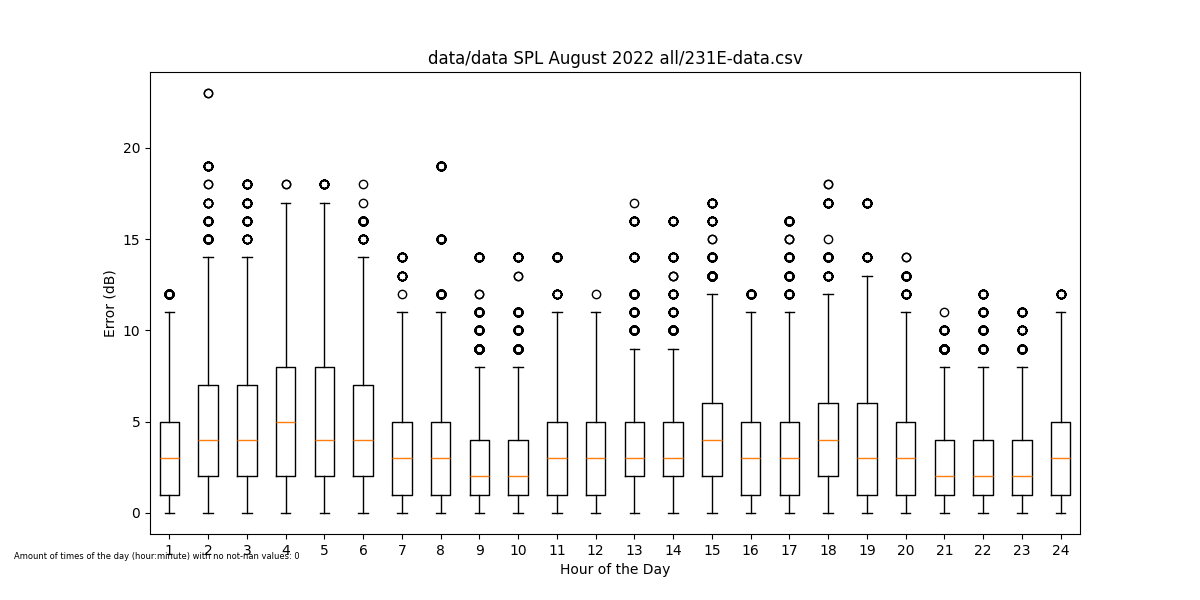 data/data SPL August 2022 all/231E-data.csv
20
15
10
5
0
Error (dB)
1 2 3 4 5 6 7 8 9 10 11 12 13 14 15 16 17 18 19 20 21 22 23 24
Amount of times of the day (hour:minute) with no not-nan values: 0
Hour of the Day